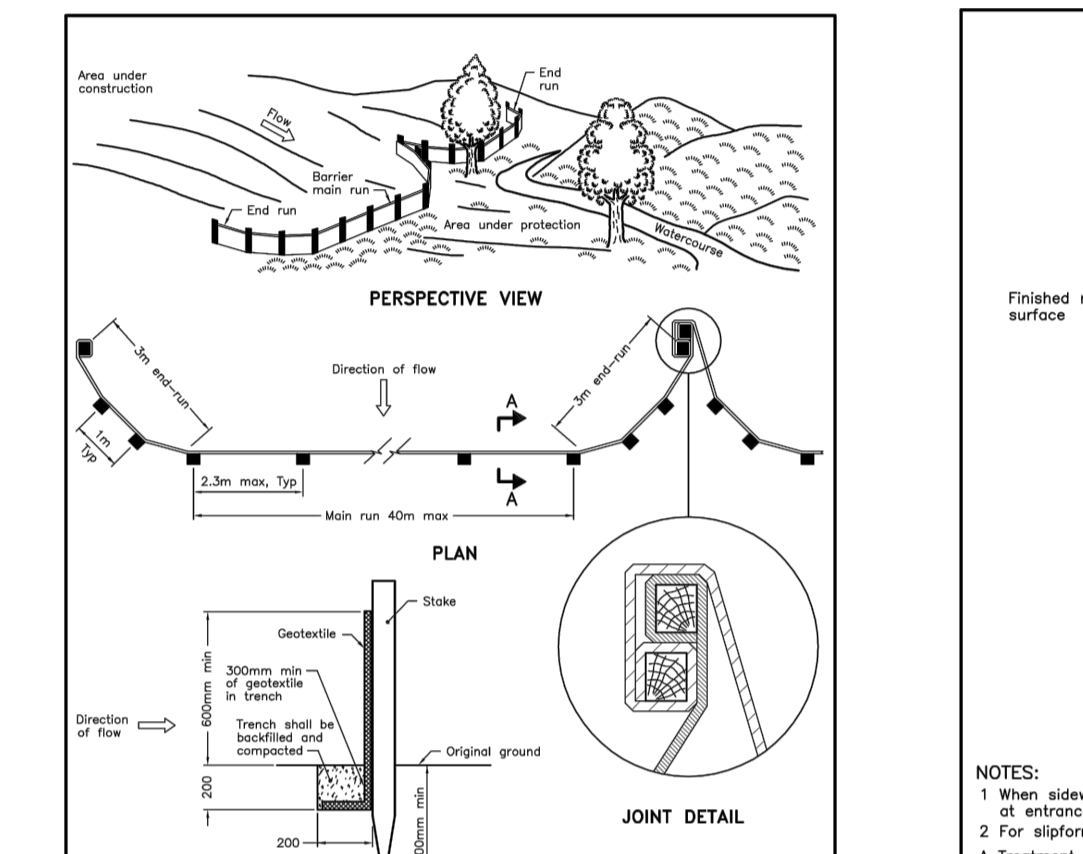 Area under
construction
Flow
End
run
Barrier
main run
End run
Area under protection
Watercourse
PERSPECTIVE VIEW
3m end-run
Direction of flow
3m end-run
A
1m
Typ
2.3m max, Typ
A
Main run 40m max
PLAN
Stake
Geotextile
600mm min
300mm min
of geotextile
in trench
Direction
of flow
Trench shall be
backfilled and
compacted
Original ground
200
200
00mm min
JOINT DETAIL
Finished
surface
NOTES:
1 When
at
2 For